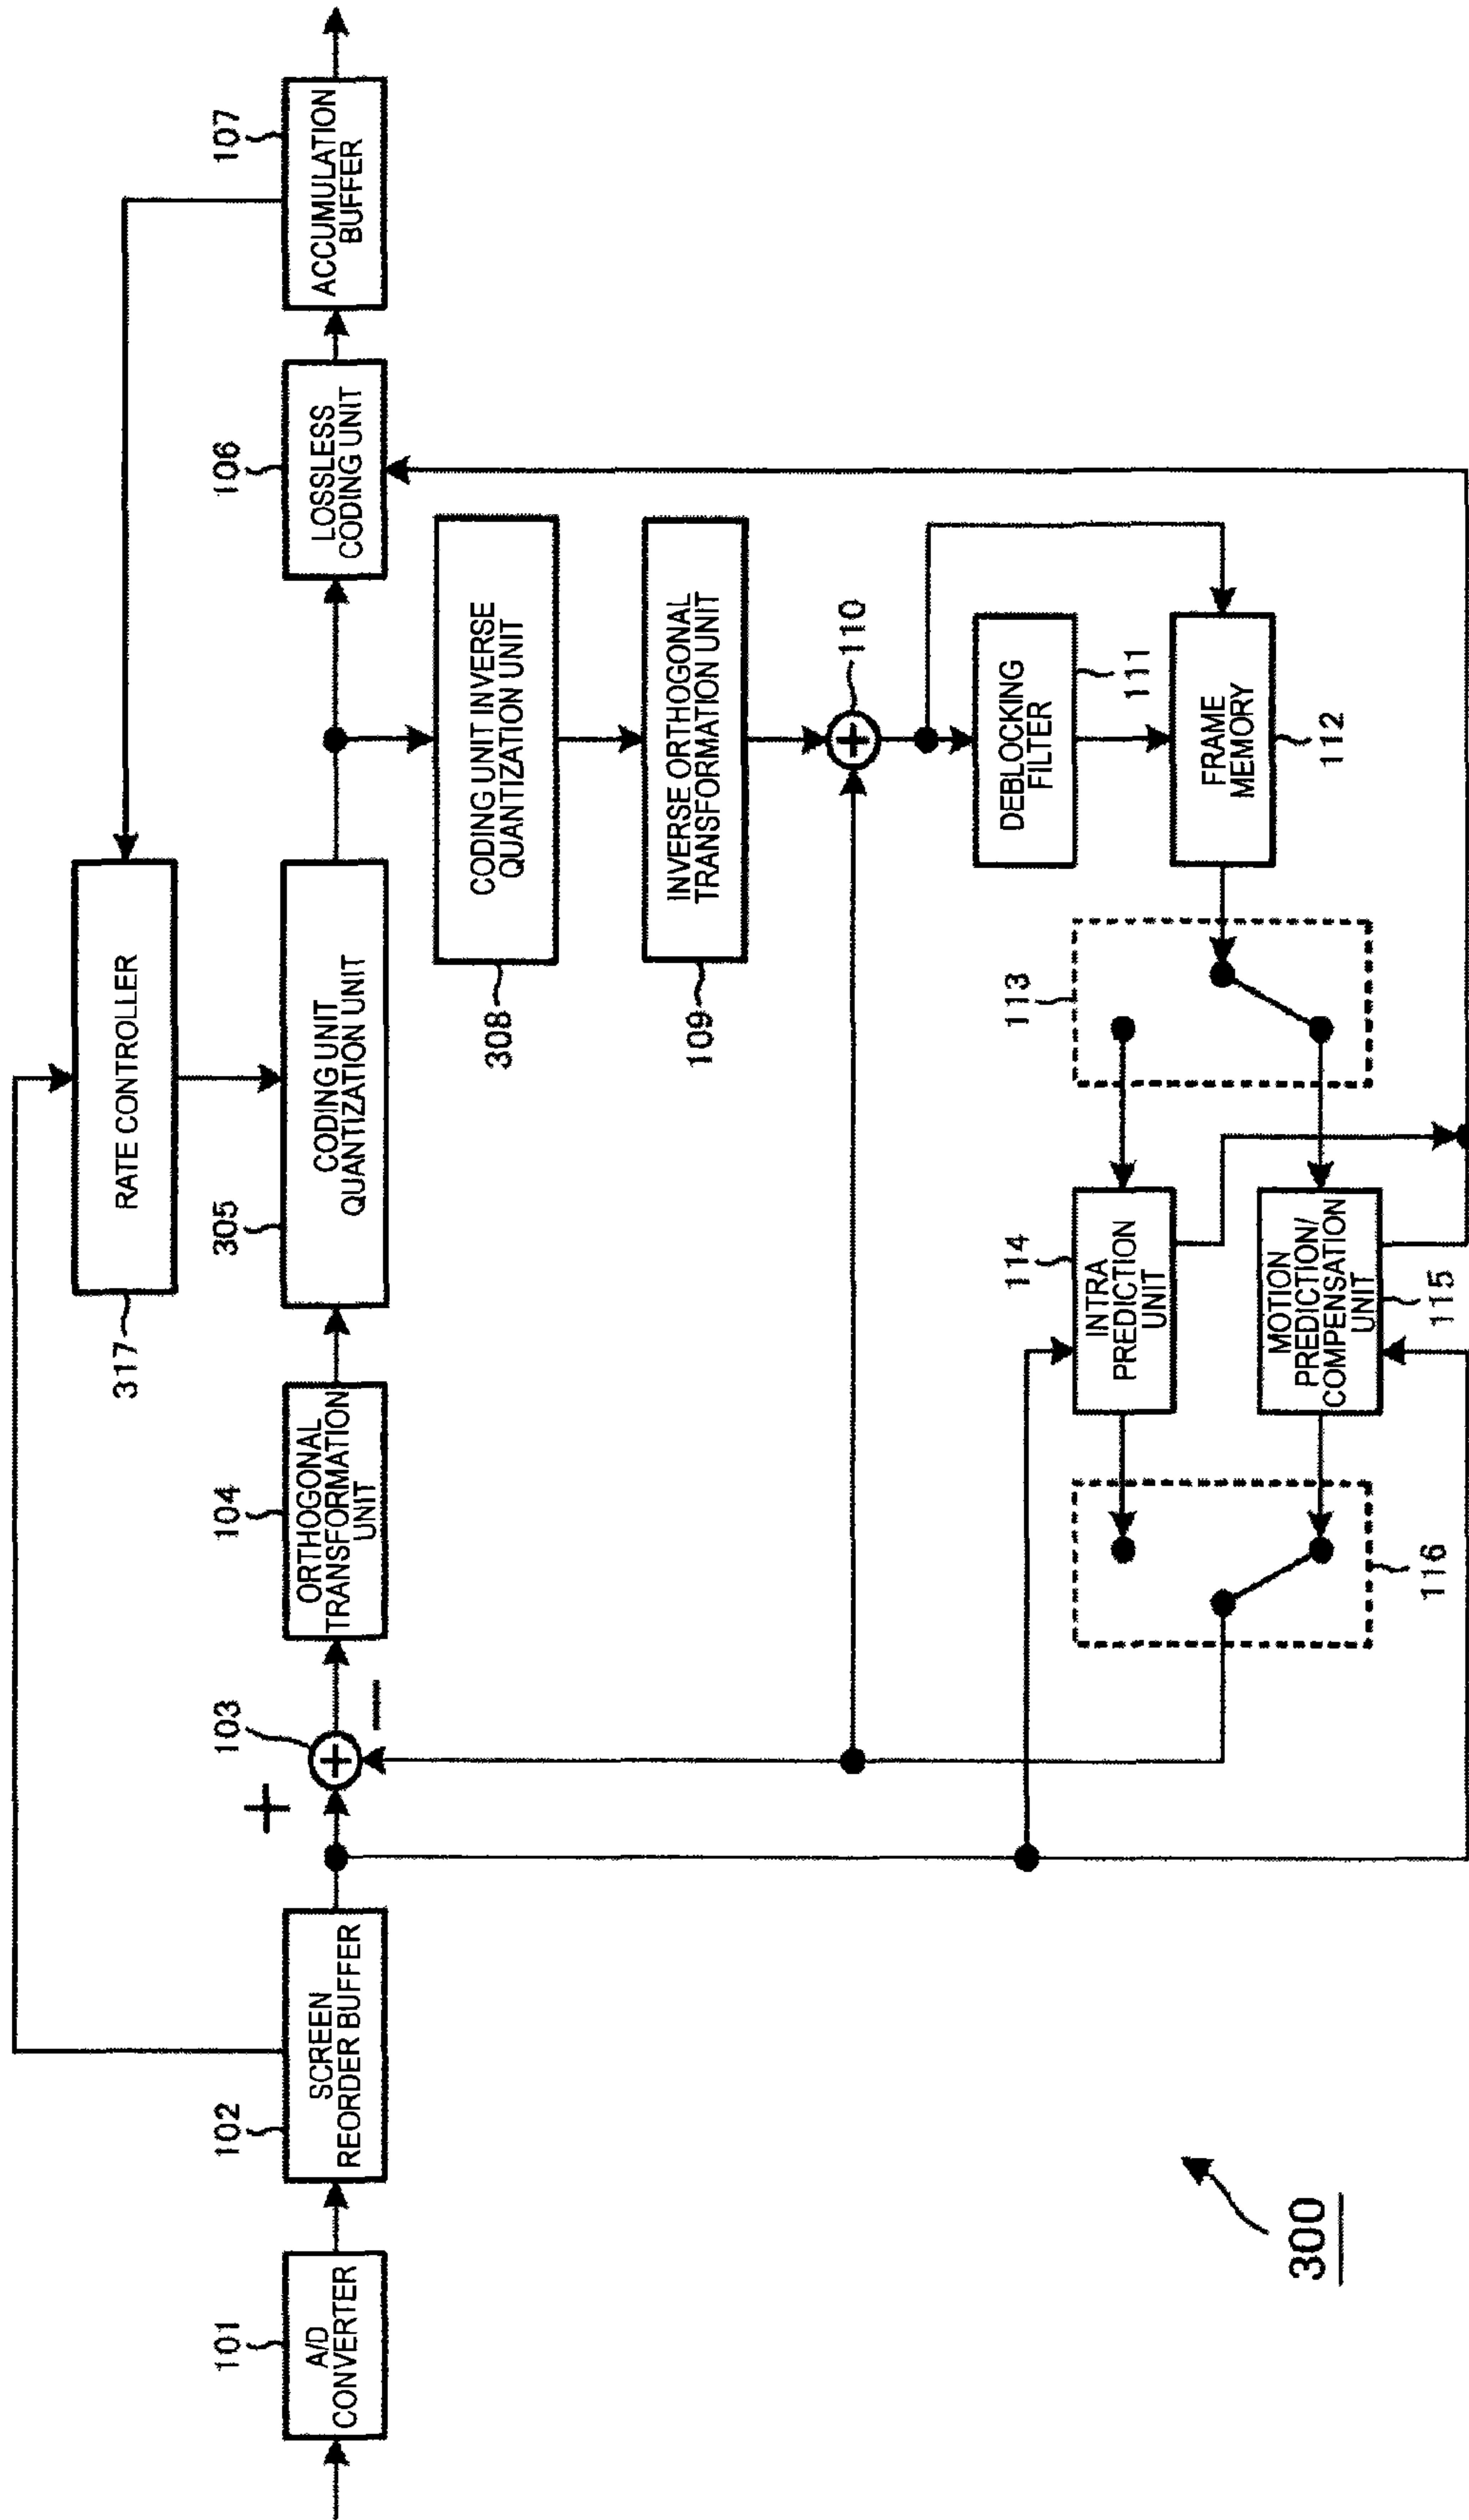 317
RATE CONTROLLER
101
A/D
CONVERTER
102
SCREEN
REORDER BUFFER
+
103
+
−
104
ORTHOGONAL
TRANSFORMATION
UNIT
305
CODING UNIT
QUANTIZATION UNIT
106
LOSSLESS
CODING UNIT
107
ACCUMULATION
BUFFER
308
CODING UNIT INVERSE
QUANTIZATION UNIT
109
INVERSE ORTHOGONAL
TRANSFORMATION UNIT
+
110
DEBLOCKING
FILTER
111
FRAME
MEMORY
112
113
114
INTRA
PREDICTION
UNIT
MOTION
PREDICTION/
COMPENSATION
UNIT
115
116
300